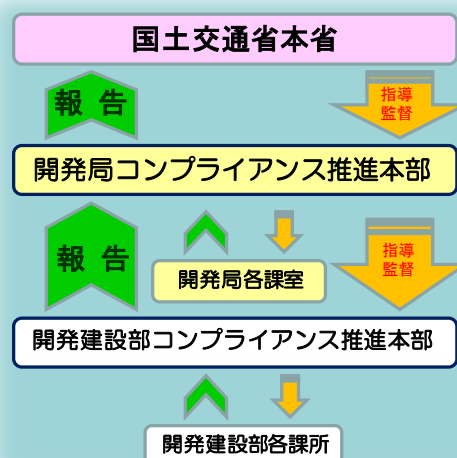 国土交通省本省
報 告
指導
監督
開発局コンプライアンス推進本部
報 告
指導
監督
開発局各課室
開発建設部コンプライアンス推進本部
開発建設部各課所